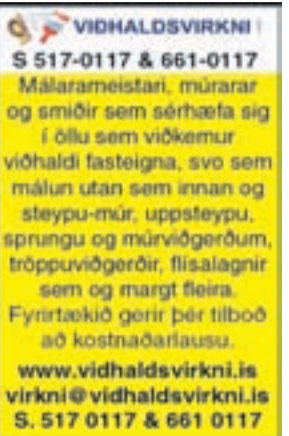 VIDHALDSVIRKNI
S 517-0117 & 661-0117
Málarameistari, múrarar
og smiðir sem sérhæfa sig
í öllu sem viðkemur
viðhaldi fasteigna, svo sem
málun utan sem innan og
steypu-múr, uppsteypu,
sprungu og múrviðgerðum,
tröppuviðgerðir, flísalagnir
sem og margt fleira.
Fyrirtækið gerir þér tilboð
að kostnaðarlausu.
www.vidhaldsvirkni.is
virkni@vidhaldsvirkni.is
S. 517 0117 & 661 0117